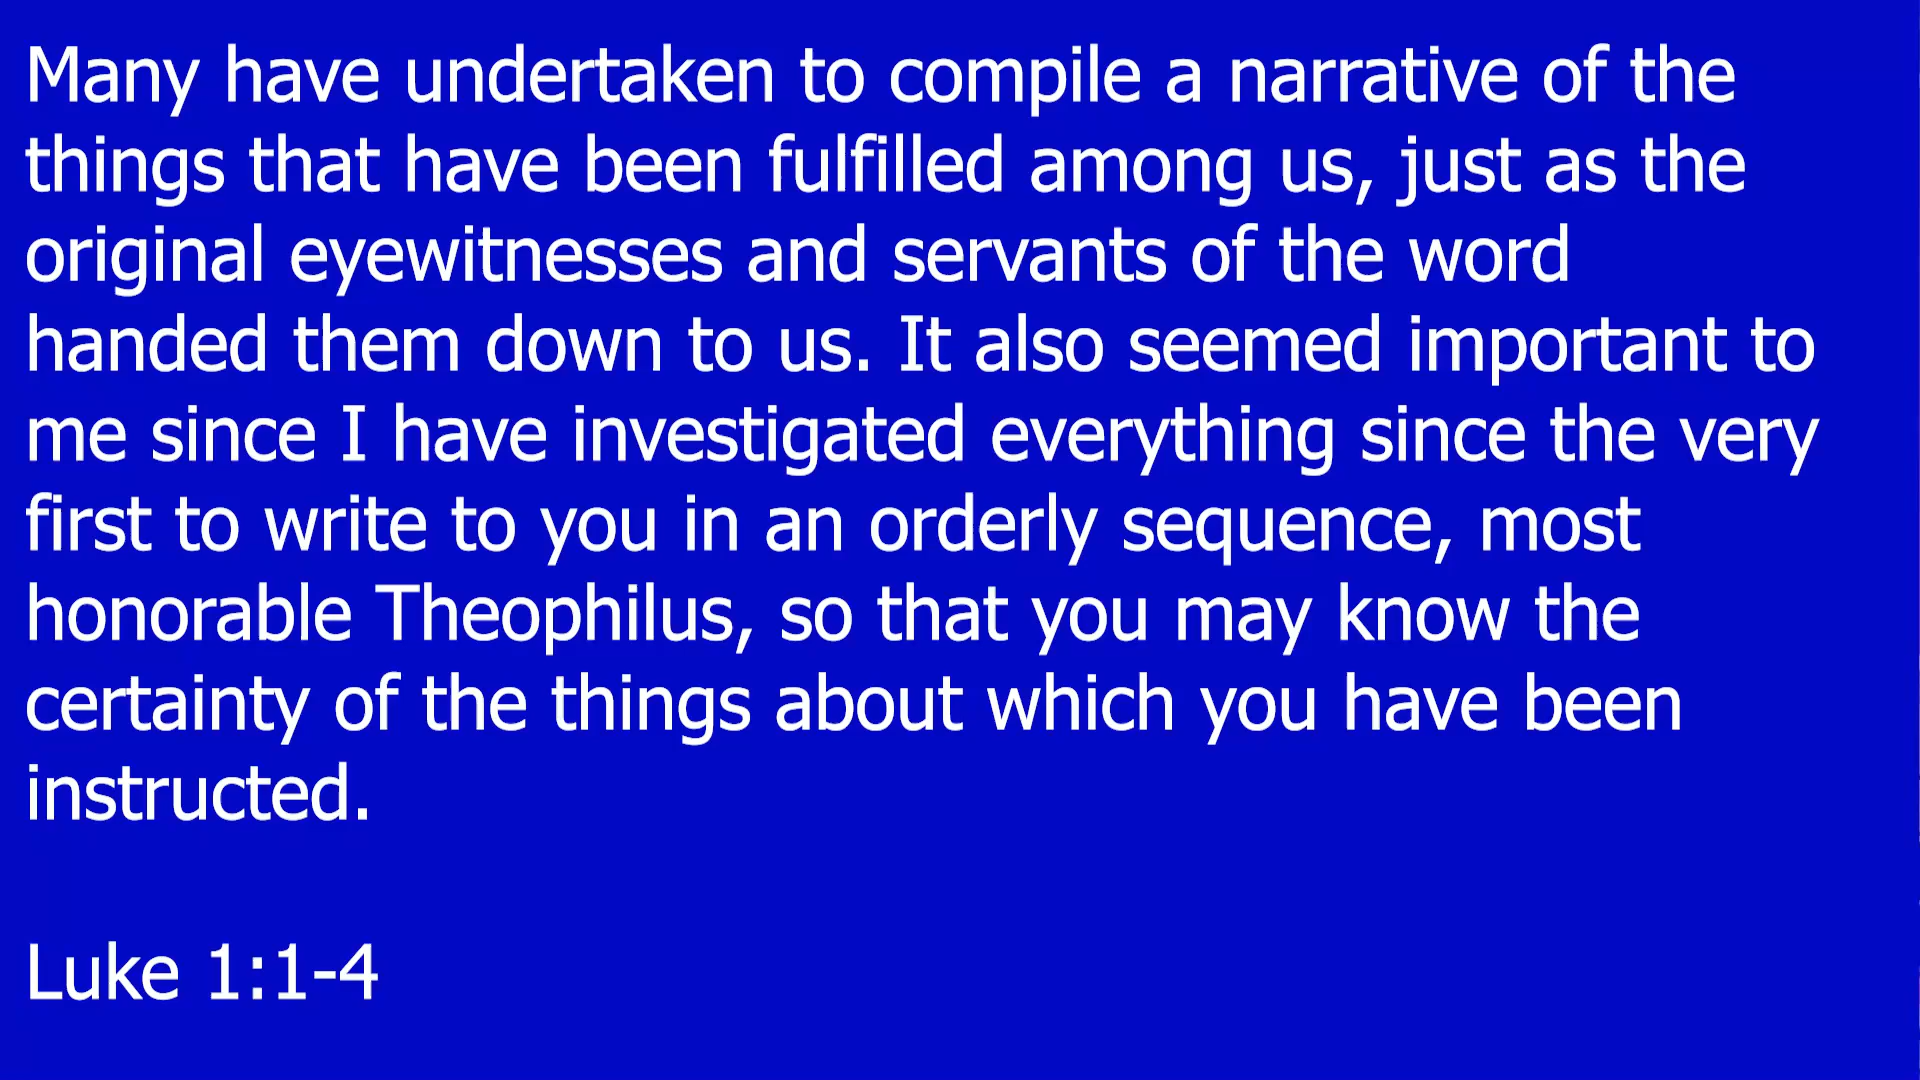 Many have undertaken to compile a narrative of the
things that have been fulfilled among us, just as the
original eyewitnesses and servants of the word
handed them down to us. It also seemed important to
me since I have investigated everything since the very
first to write to you in an orderly sequence, most
honorable Theophilus, so that you may know the
certainty of the things about which you have been
instructed.
Luke 1:1-4